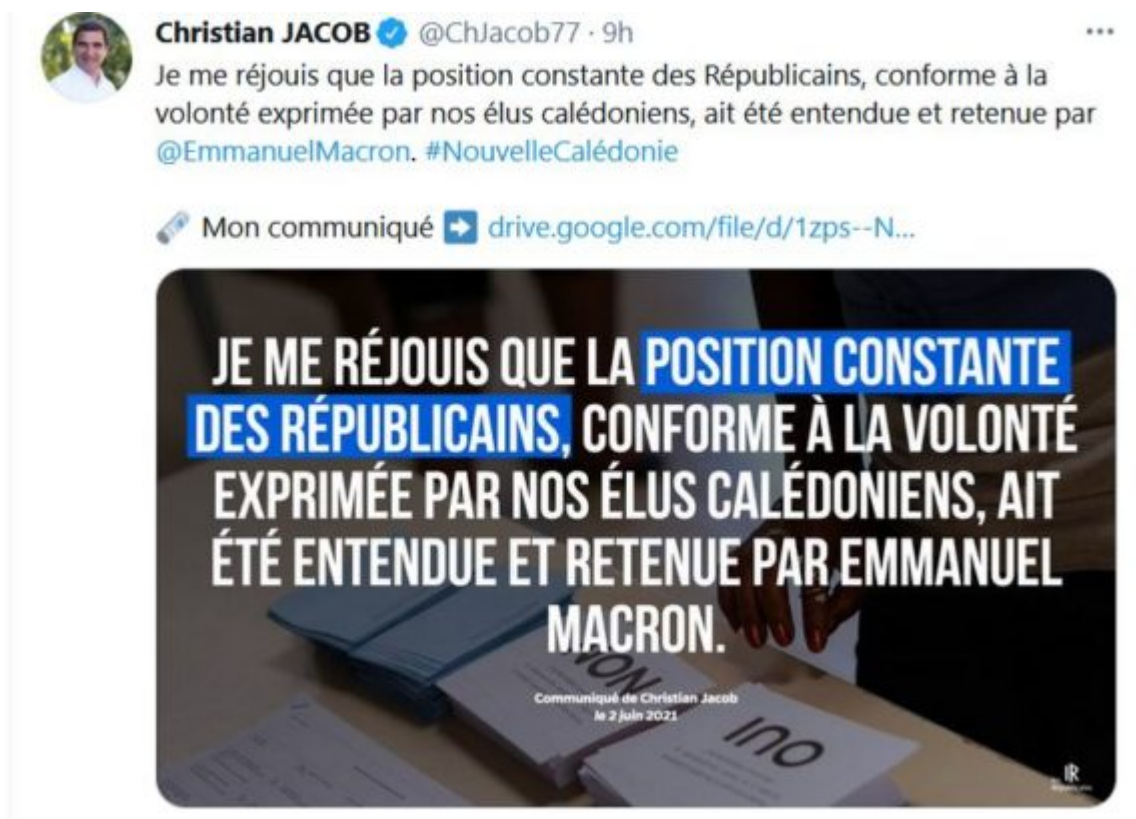 Christian JACOB @ChJacob77 · 9h
Je me réjouis que la position constante des Républicains, conforme à la
volonté exprimée par nos élus calédoniens, ait été entendue et retenue par
@EmmanuelMacron. #NouvelleCalédonie
Mon communiqué ➡ drive.google.com/file/d/1zps--N...
JE ME RÉJOUIS QUE LA POSITION CONSTANTE
DES RÉPUBLICAINS, CONFORME À LA VOLONTÉ
EXPRIMÉE PAR NOS ÉLUS CALÉDONIENS, AIT
ÉTÉ ENTENDUE ET RETENUE PAR EMMANUEL
MACRON.
NON
Communiqué de Christian Jacob
le 2 juin 2021
OUI
R
Républicains